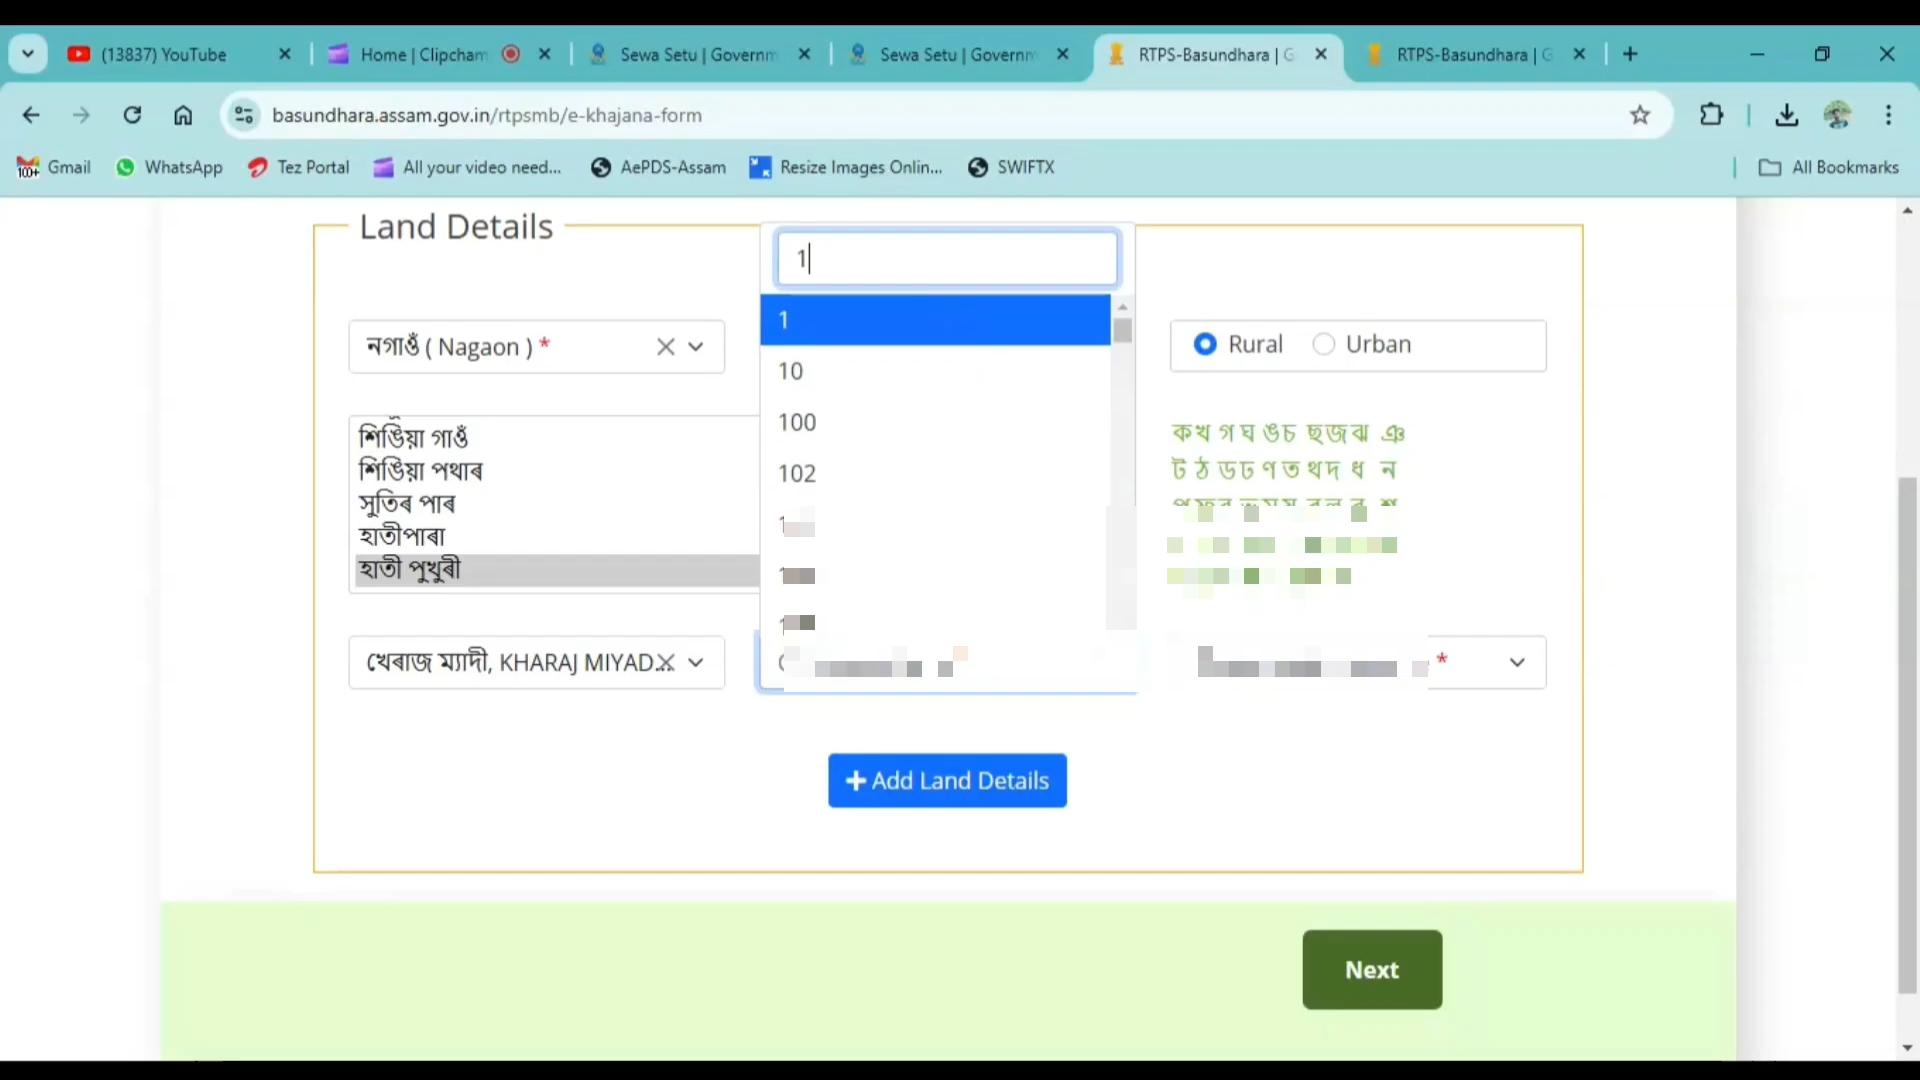 (13837) YouTube
Home | Clipcham
Sewa Setu | Governm
Sewa Setu | Governm
RTPS-Basundhara | G
RTPS-Basundhara | G
basundhara.assam.gov.in/rtpsmb/e-khajana-form
100+ Gmail
WhatsApp
Tez Portal
All your video need...
AePDS-Assam
Resize Images Onlin...
SWIFTX
All Bookmarks
Land Details
1
1
10
100
102
নগাওঁ ( Nagaon ) *
Rural
Urban
শিঙিয়া গাওঁ
শিঙিয়া পথাৰ
সুতিৰ পাৰ
হাতীপাৰা
হাতী পুখুৰী
ক খ গ ঘ ঙ চ ছ জ ঝ ঞ
ট ঠ ড ঢ ণ ত থ দ ধ ন
খেৰাজ ম্যাদী, KHARAJ MIYAD...
*
Add Land Details
Next